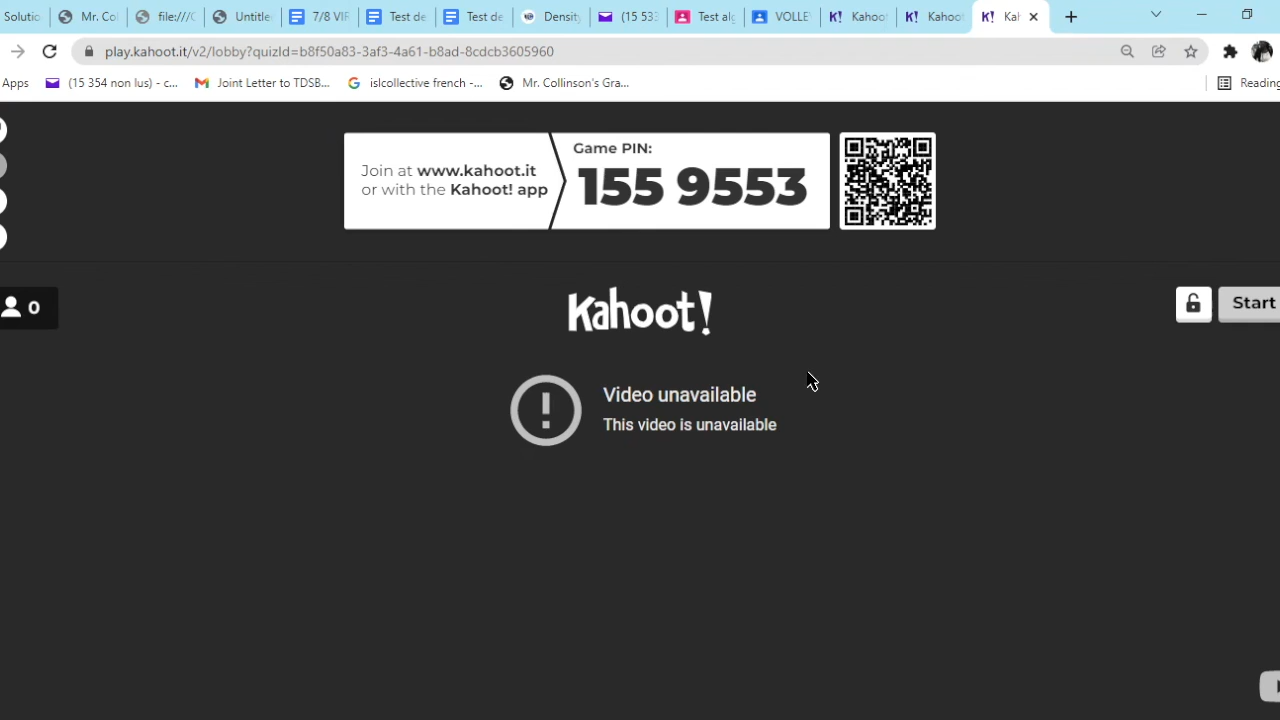 Solutio Mr. Co file:///C Untitle 7/8 VIP Test de Test de Density (15 533 Test alg VOLLE K! Kahoo K! Kahoo K! Kah
play.kahoot.it/v2/lobby?quizId=b8f50a83-3af3-4a61-b8ad-8cdcb3605960
Apps (15 354 non lus) - c... Joint Letter to TDSB... islcollective french -... Mr. Collinson's Gra... Reading
Game PIN:
Join at www.kahoot.it
or with the Kahoot! app
155 9553
0
Kahoot!
Start
Video unavailable
This video is unavailable